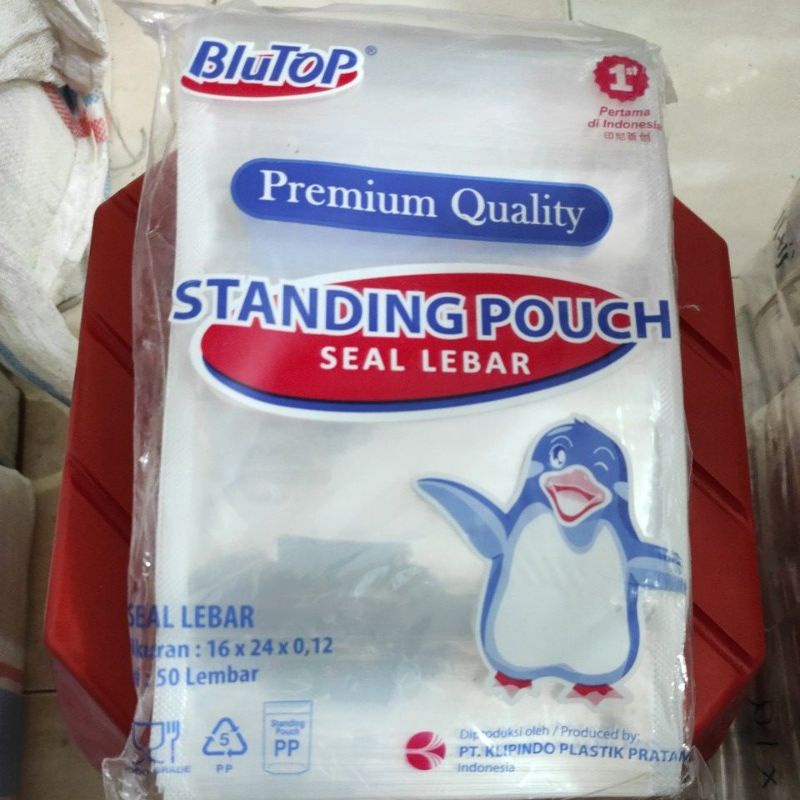 BluTOP®
1st
Pertama
di Indonesia
印尼首创
Premium Quality
STANDING POUCH
SEAL LEBAR
SEAL LEBAR
: 16 x 24 x 0,12
: 50 Lembar
5
PP
Standing
Pouch
PP
GRADE
Diproduksi oleh / Produced by:
PT. KLIPINDO PLASTIK PRATAM
Indonesia